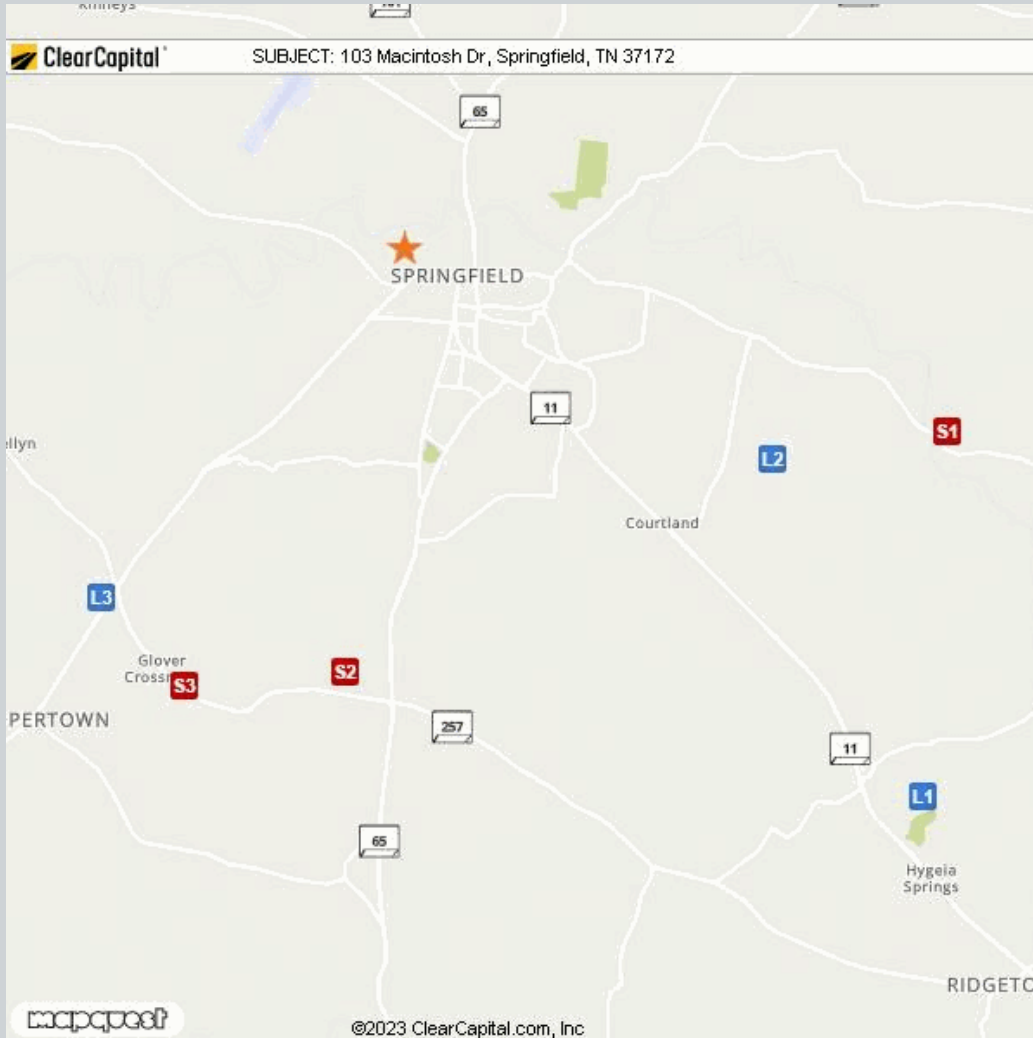 ClearCapital
SUBJECT: 103 Macintosh Dr, Springfield, TN 37172
65
SPRINGFIELD
11
S1
L2
Courtland
L3
Glover
S3
S2
PERTOWN
257
11
L1
65
Hygeia
Springs
RIDGETO
mapquest
©2023 ClearCapital.com, Inc